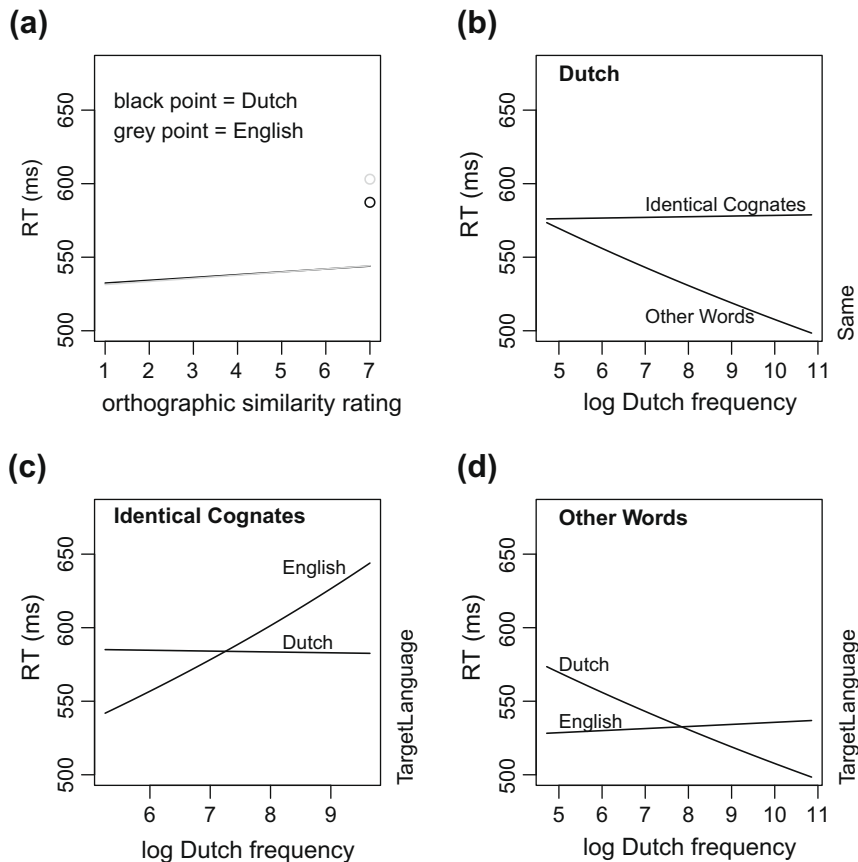 (a)
black point = Dutch
grey point = English
RT (ms)
500 550 600 650
1 2 3 4 5 6 7
orthographic similarity rating
(b)
Dutch
Identical Cognates
Other Words
RT (ms)
500 550 600 650
5 6 7 8 9 10 11
log Dutch frequency
Same
(c)
Identical Cognates
English
Dutch
RT (ms)
500 550 600 650
6 7 8 9
log Dutch frequency
TargetLanguage
(d)
Other Words
Dutch
English
RT (ms)
500 550 600 650
5 6 7 8 9 10 11
log Dutch frequency
TargetLanguage